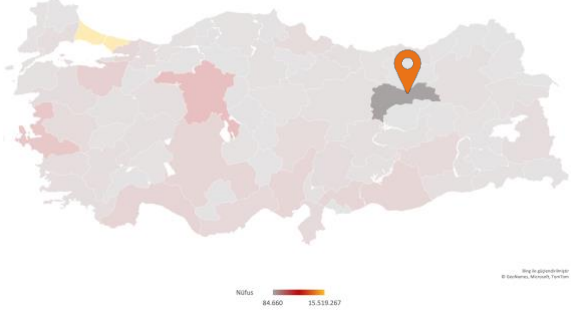 Bing ile güçlendirilmiştir
© GeoNames, Microsoft, TomTom
Nüfus
84.660 15.519.267